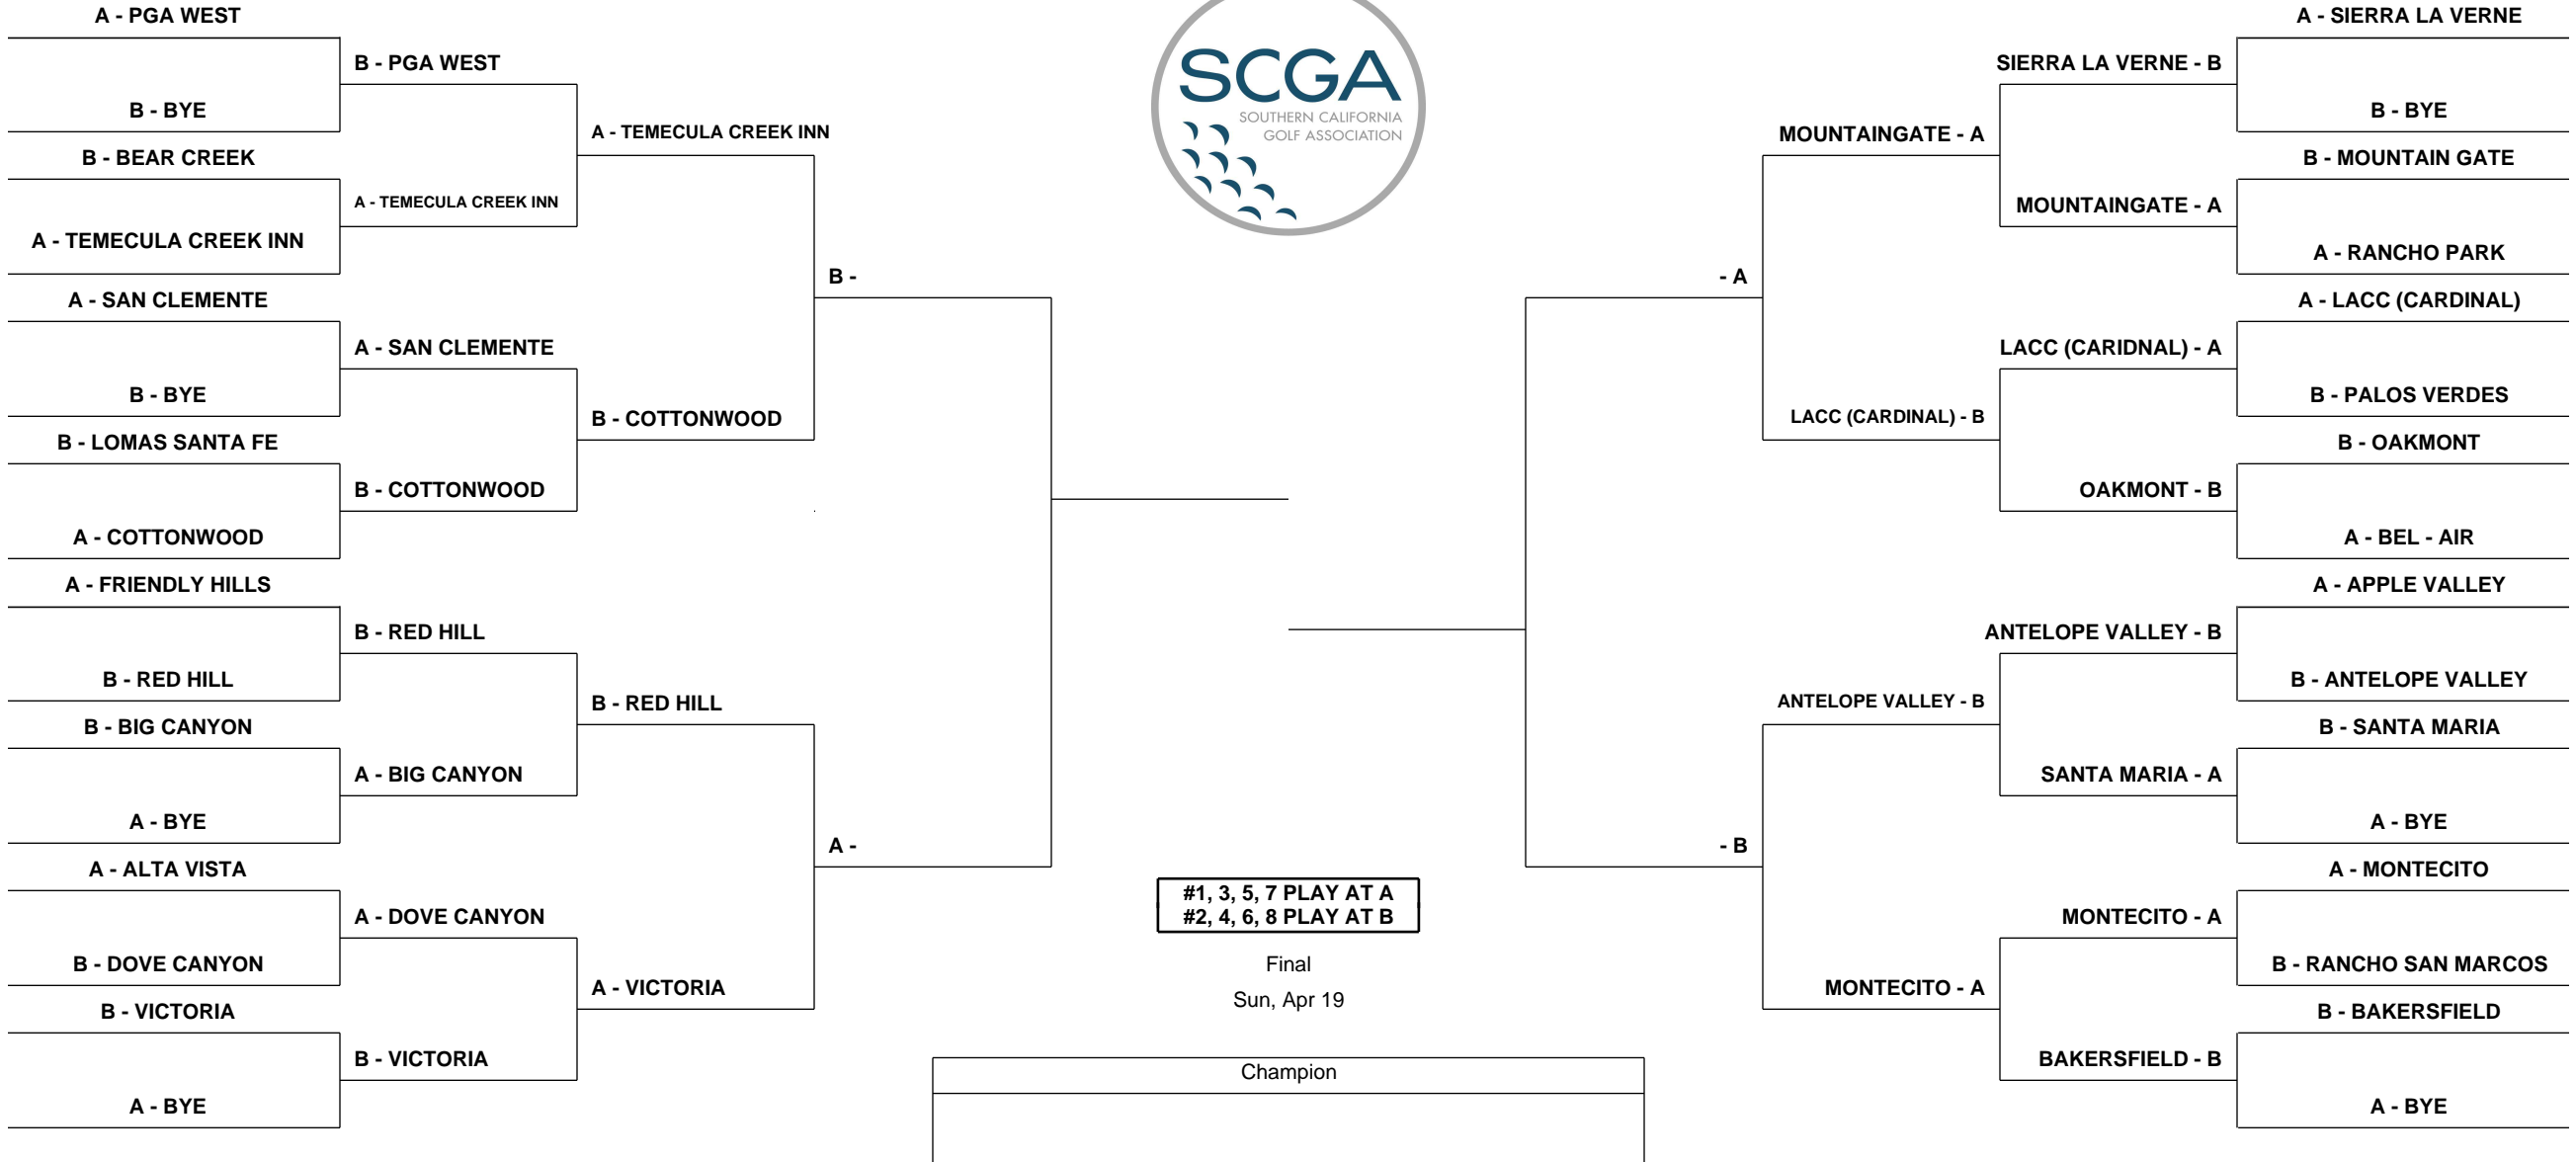 A - PGA WEST
B - BYE
B - BEAR CREEK
A - TEMECULA CREEK INN
A - SAN CLEMENTE
B - BYE
B - LOMAS SANTA FE
A - COTTONWOOD
A - FRIENDLY HILLS
B - RED HILL
B - BIG CANYON
A - BYE
A - ALTA VISTA
B - DOVE CANYON
B - VICTORIA
A - BYE
B - PGA WEST
A - TEMECULA CREEK INN
A - SAN CLEMENTE
B - COTTONWOOD
B - RED HILL
A - BIG CANYON
A - DOVE CANYON
B - VICTORIA
A - TEMECULA CREEK INN
B - COTTONWOOD
B - RED HILL
A - VICTORIA
B -
A -
SCGA
SOUTHERN CALIFORNIA
GOLF ASSOCIATION
#1, 3, 5, 7 PLAY AT A
#2, 4, 6, 8 PLAY AT B
Final
Sun, Apr 19
Champion
- A
- B
MOUNTAINGATE - A
LACC (CARDINAL) - B
ANTELOPE VALLEY - B
MONTECITO - A
SIERRA LA VERNE - B
MOUNTAINGATE - A
LACC (CARIDNAL) - A
OAKMONT - B
ANTELOPE VALLEY - B
SANTA MARIA - A
MONTECITO - A
BAKERSFIELD - B
A - SIERRA LA VERNE
B - BYE
B - MOUNTAIN GATE
A - RANCHO PARK
A - LACC (CARDINAL)
B - PALOS VERDES
B - OAKMONT
A - BEL - AIR
A - APPLE VALLEY
B - ANTELOPE VALLEY
B - SANTA MARIA
A - BYE
A - MONTECITO
B - RANCHO SAN MARCOS
B - BAKERSFIELD
A - BYE